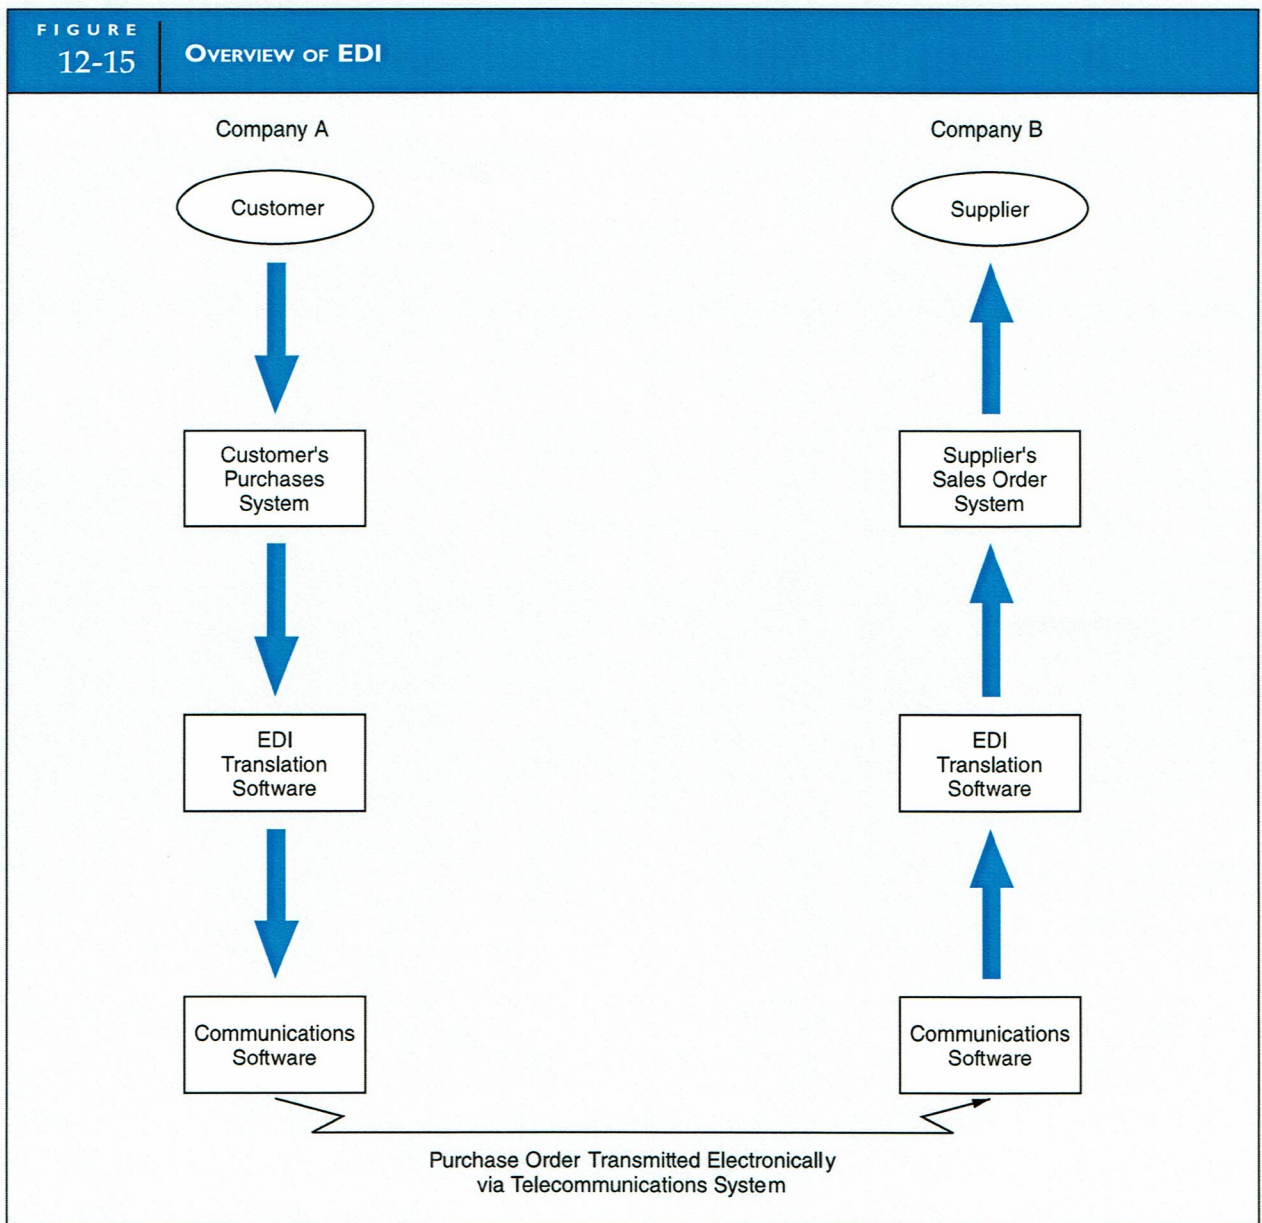 FIGURE
12-15
OVERVIEW OF EDI
Company A
Customer
Customer's
Purchases
System
EDI
Translation
Software
Communications
Software
Company B
Supplier
Supplier's
Sales Order
System
EDI
Translation
Software
Communications
Software
Purchase Order Transmitted Electronically
via Telecommunications System